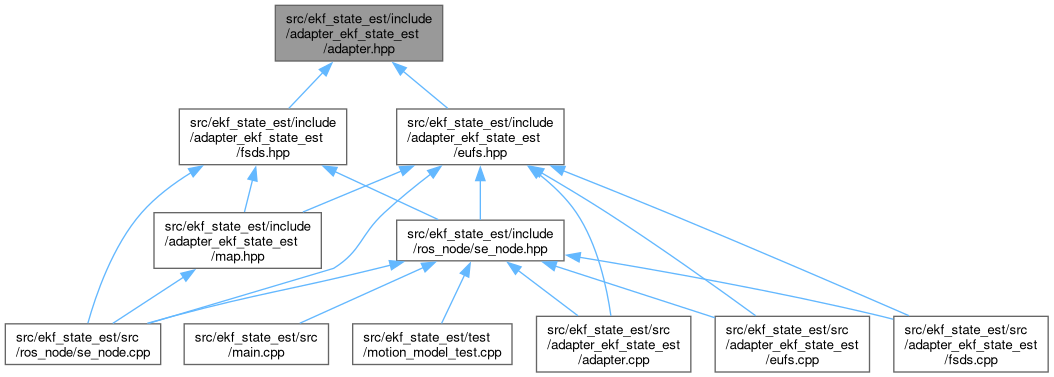 src/ekf_state_est/include
/adapter_ekf_state_est
/adapter.hpp
src/ekf_state_est/include
/adapter_ekf_state_est
/fsds.hpp
src/ekf_state_est/include
/adapter_ekf_state_est
/eufs.hpp
src/ekf_state_est/include
/adapter_ekf_state_est
/map.hpp
src/ekf_state_est/include
/ros_node/se_node.hpp
src/ekf_state_est/src
/ros_node/se_node.cpp
src/ekf_state_est/src
/main.cpp
src/ekf_state_est/test
/motion_model_test.cpp
src/ekf_state_est/src
/adapter_ekf_state_est
/adapter.cpp
src/ekf_state_est/src
/adapter_ekf_state_est
/eufs.cpp
src/ekf_state_est/src
/adapter_ekf_state_est
/fsds.cpp